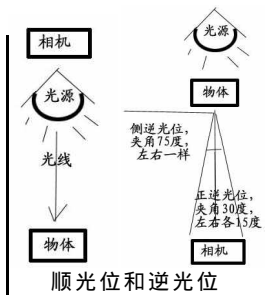 相机
光源
光线
物体
光源
物体
侧逆光位，
夹角75度，
左右一样
正逆光位，
夹角30度，
左右各15度
相机
顺光位和逆光位